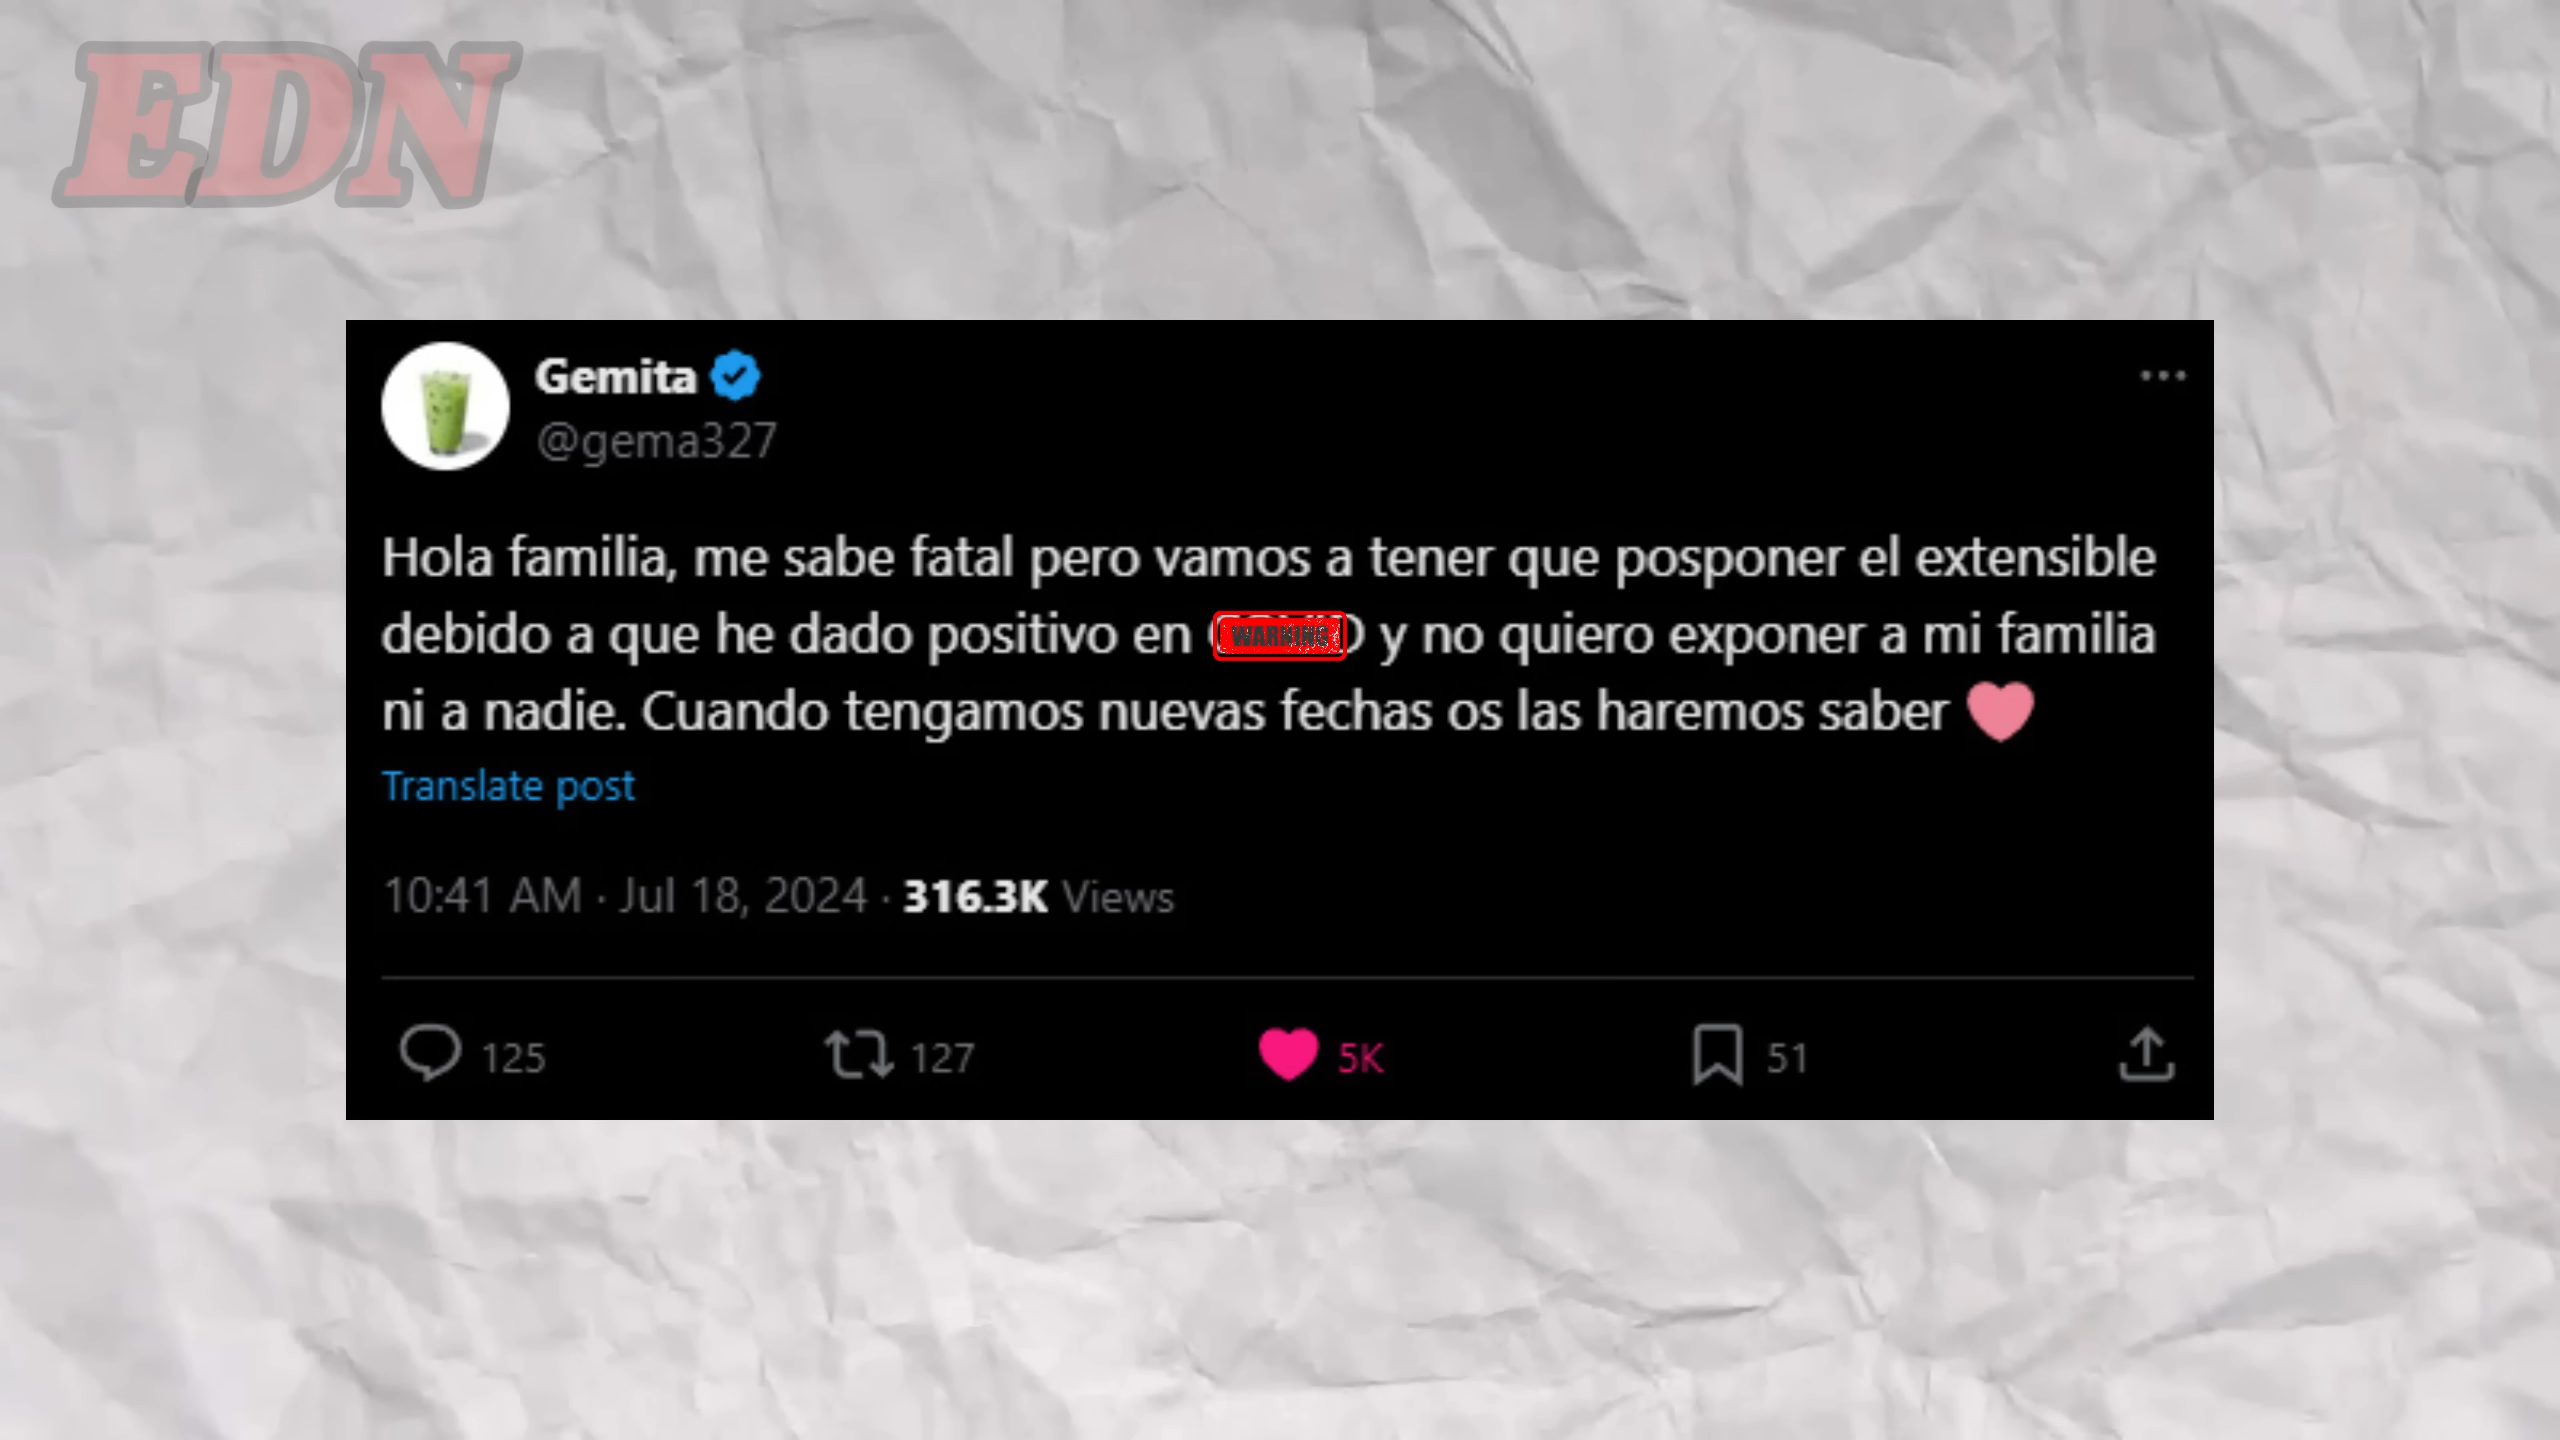 EDN
Gemita
@gema327
Hola familia, me sabe fatal pero vamos a tener que posponer el extensible
debido a que he dado positivo en WARNING y no quiero exponer a mi familia
ni a nadie. Cuando tengamos nuevas fechas os las haremos saber
Translate post
10:41 AM · Jul 18, 2024 · 316.3K Views
125 127 5K 51